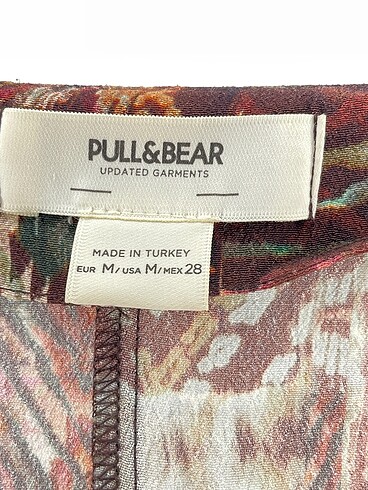 PULL&BEAR
UPDATED GARMENTS
MADE IN TURKEY
EUR M/USA M/MEX 28